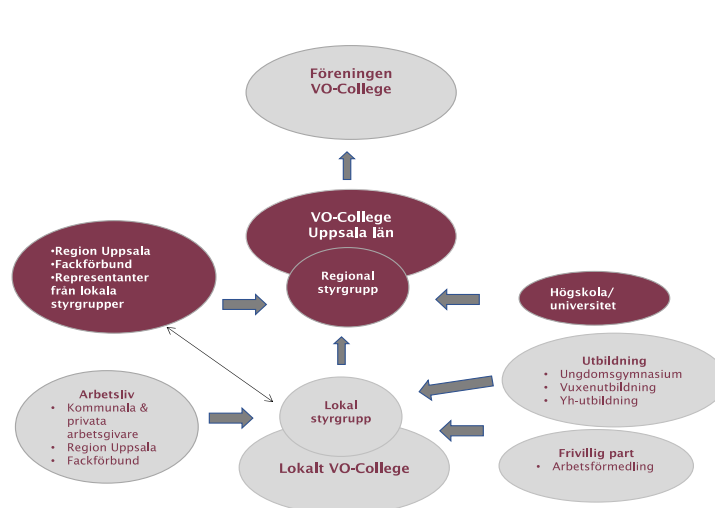 Föreningen
VO-College
VO-College
Uppsala län
Regional
styrgrupp
•Region Uppsala
•Fackförbund
•Representanter
från lokala
styrgrupper
Högskola/
universitet
Utbildning
• Ungdomsgymnasium
• Vuxenutbildning
• Yh-utbildning
Arbetsliv
• Kommunala &
privata
arbetsgivare
• Region Uppsala
• Fackförbund
Lokal
styrgrupp
Lokalt VO-College
Frivillig part
• Arbetsförmedling